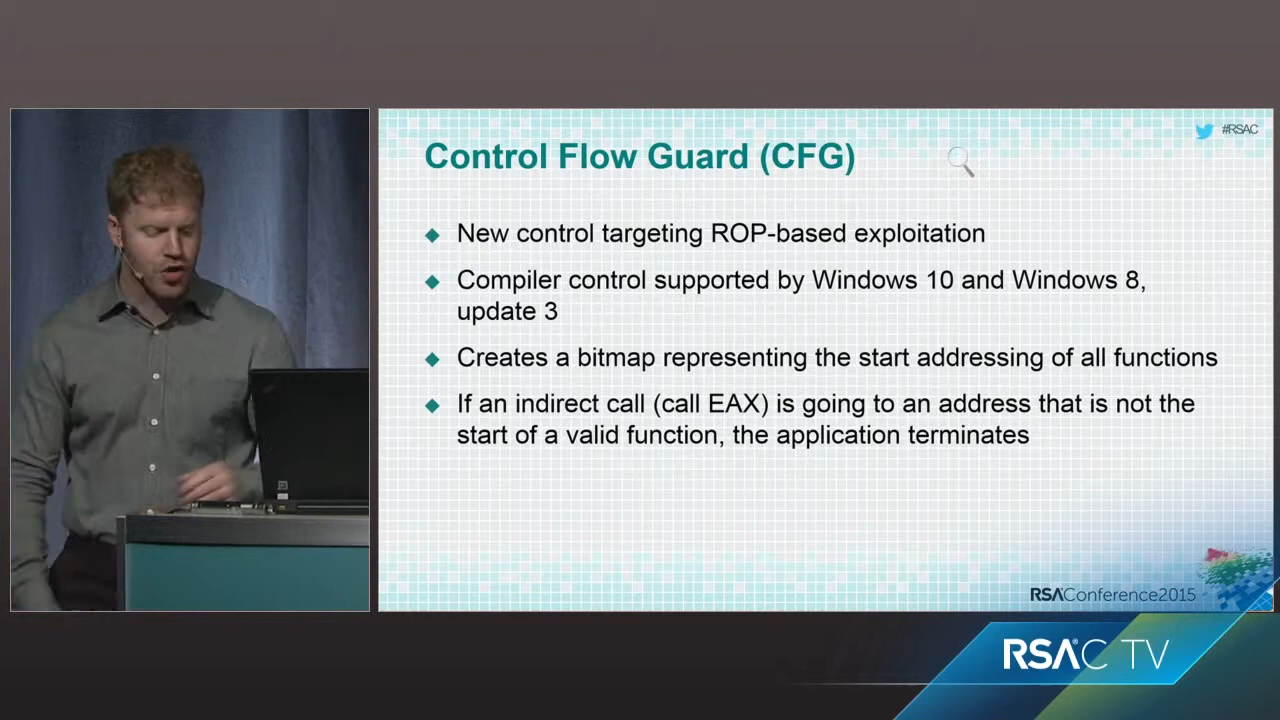 #RSAC
Control Flow Guard (CFG)
New control targeting ROP-based exploitation
Compiler control supported by Windows 10 and Windows 8,
update 3
Creates a bitmap representing the start addressing of all functions
If an indirect call (call EAX) is going to an address that is not the
start of a valid function, the application terminates
RSAConference2015
RSA®C TV